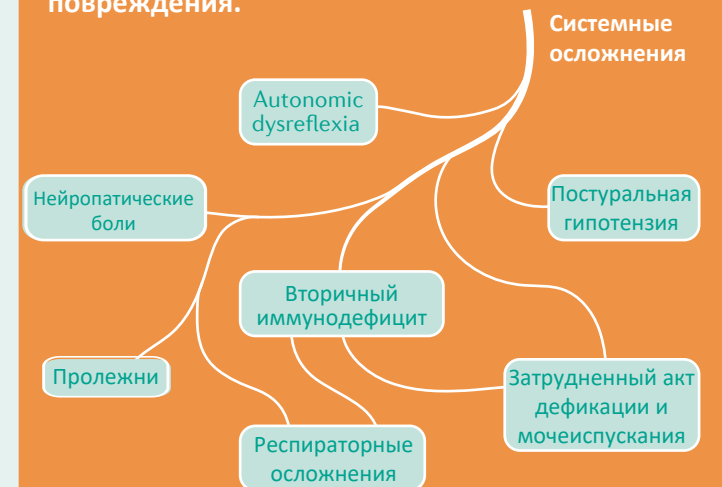 повреждения.
Системные
осложнения
Autonomic
dysreflexia
Нейропатические
боли
Постуральная
гипотензия
Вторичный
иммунодефицит
Пролежни
Затрудненный акт
дефикации и
мочеиспускания
Респираторные
осложнения